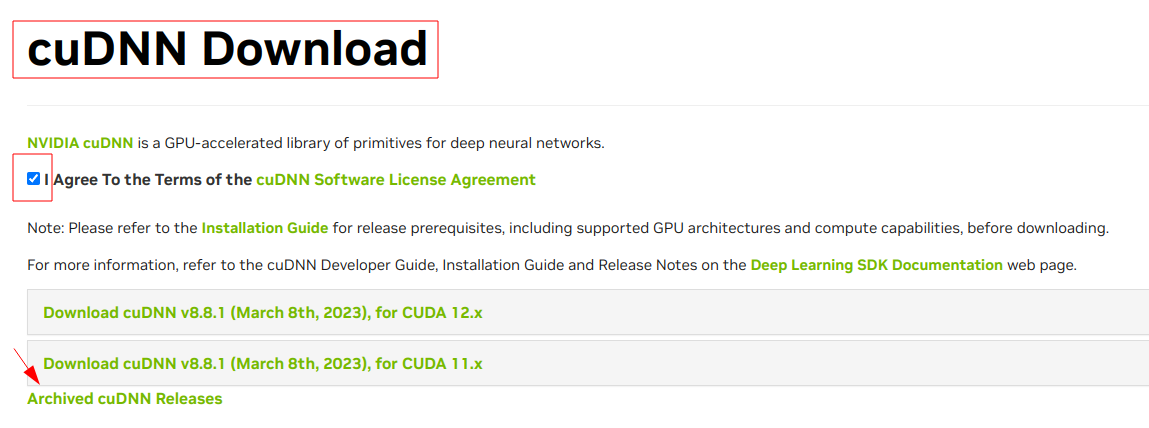 cuDNN Download
NVIDIA cuDNN is a GPU-accelerated library of primitives for deep neural networks.
I Agree To the Terms of the cuDNN Software License Agreement
Note: Please refer to the Installation Guide for release prerequisites, including supported GPU architectures and compute capabilities, before downloading.
For more information, refer to the cuDNN Developer Guide, Installation Guide and Release Notes on the Deep Learning SDK Documentation web page.
Download cuDNN v8.8.1 (March 8th, 2023), for CUDA 12.x
Download cuDNN v8.8.1 (March 8th, 2023), for CUDA 11.x
Archived cuDNN Releases